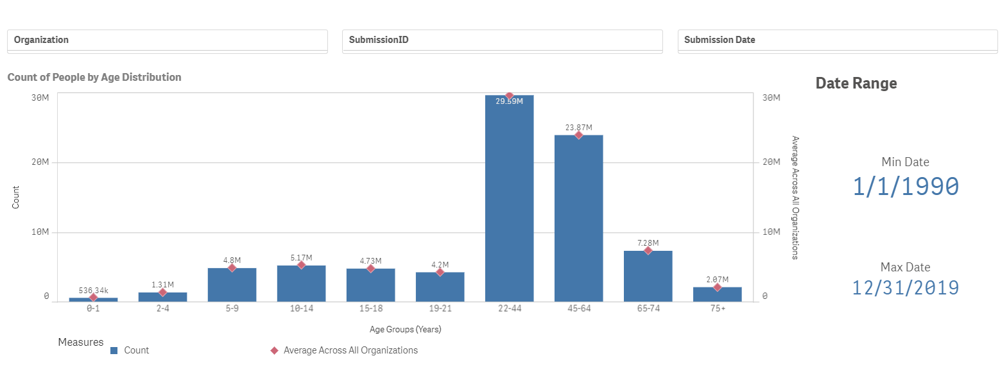 Organization
SubmissionID
Submission Date
Count of People by Age Distribution
Date Range
30M
20M
10M
0
Count
536.34k
1.31M
4.8M
5.17M
4.73M
4.2M
29.59M
23.87M
7.28M
2.07M
30M
20M
10M
0
Average Across All Organizations
0-1
2-4
5-9
10-14
15-18
19-21
22-44
45-64
65-74
75+
Age Groups (Years)
Measures
Count
Average Across All Organizations
Min Date
1/1/1990
Max Date
12/31/2019